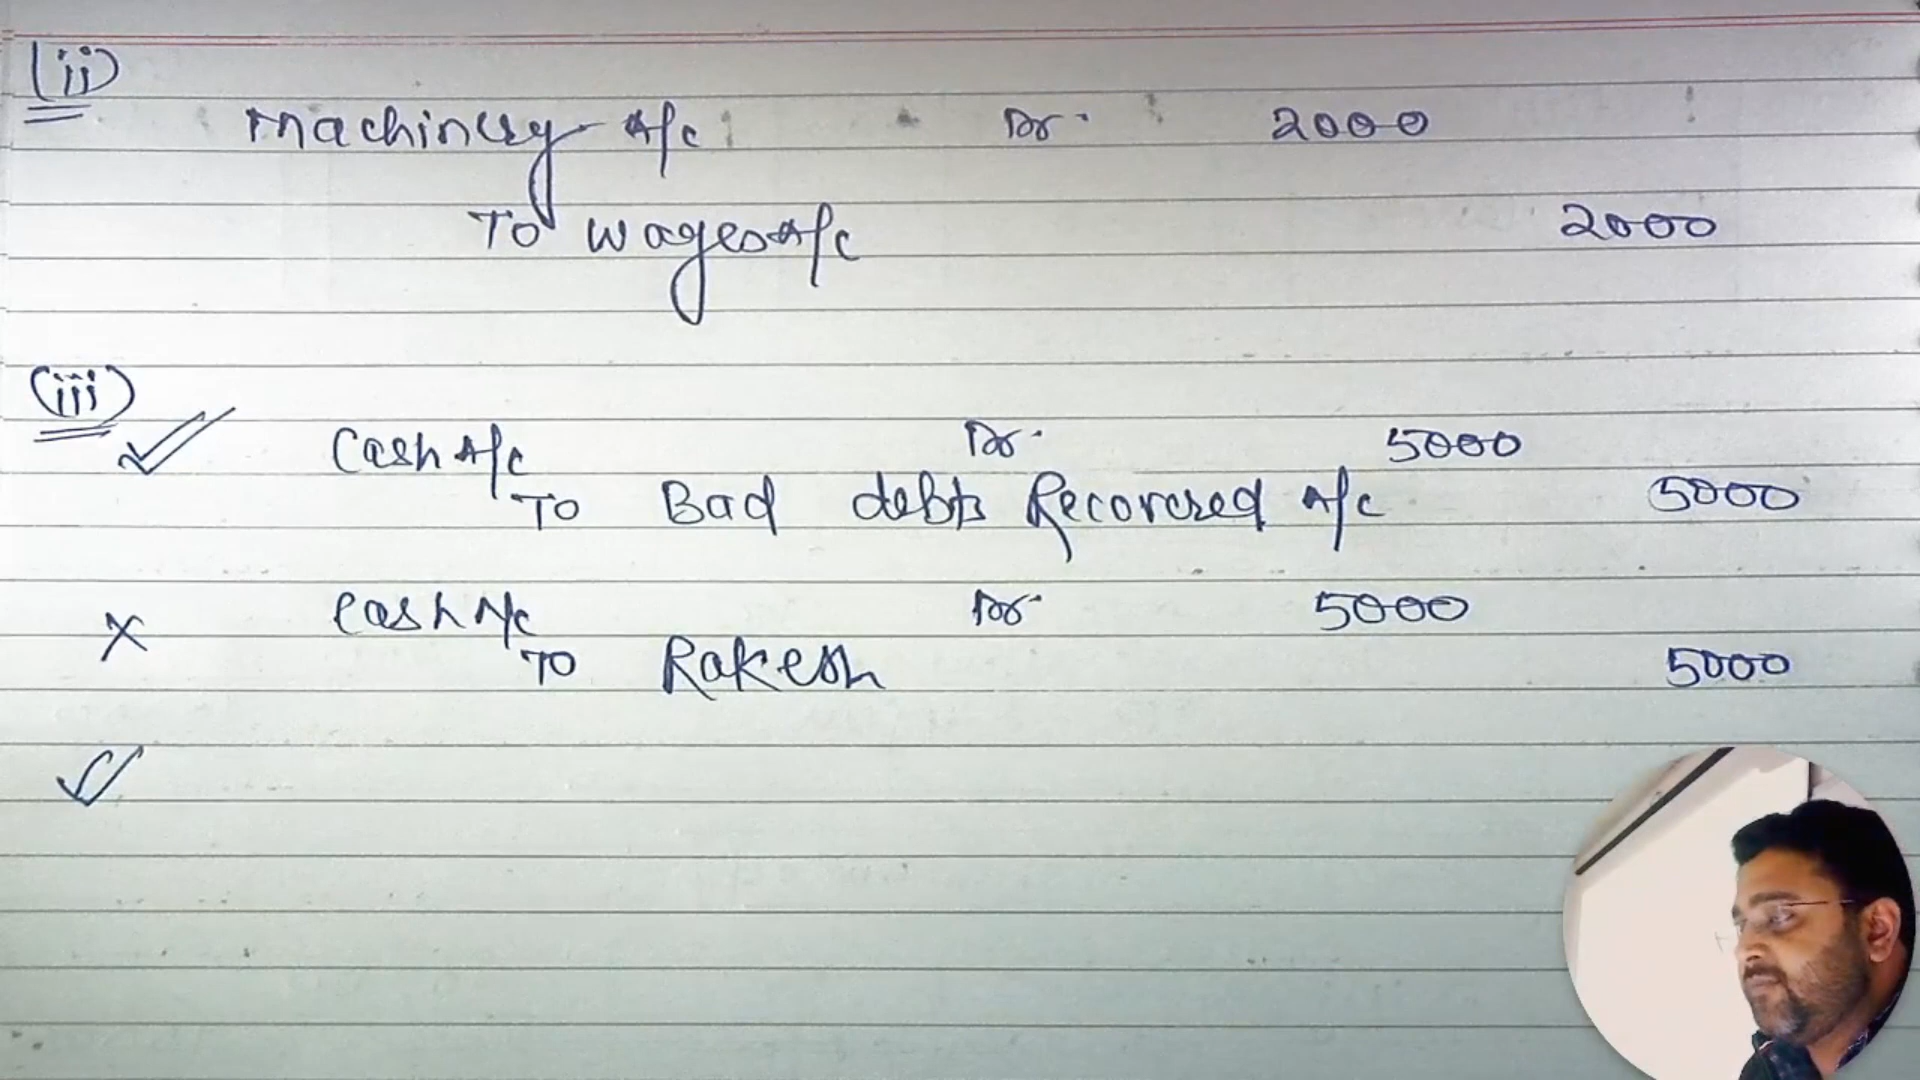 (ii)
Machinery A/c Dr. 2000
To Wages A/c 2000
(iii)
Cash A/c Dr. 5000
To Bad debts Recovered A/c 5000
Cash A/c Dr. 5000
To Rakesh 5000